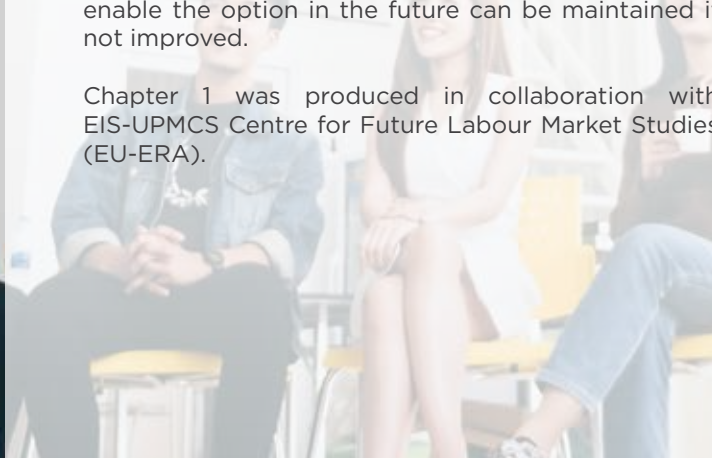 enable the option in the future can be maintained if
not improved.
Chapter 1 was produced in collaboration with
EIS-UPMCS Centre for Future Labour Market Studies
(EU-ERA).